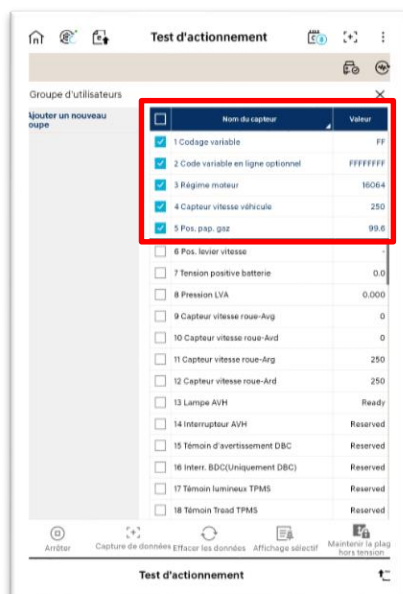 Test d'actionnement
Groupe d'utilisateurs
Ajouter un nouveau
oupe
Nom du capteur Valeur
1 Codage variable FF
2 Code variable en ligne optionnel FFFFFFFF
3 Régime moteur 16064
4 Capteur vitesse véhicule 250
5 Pos. pap. gaz 99.6
6 Pos. levier vitesse -
7 Tension positive batterie 0.0
8 Pression LVA 0.000
9 Capteur vitesse roue-Avg 0
10 Capteur vitesse roue-Avd 0
11 Capteur vitesse roue-Arg 250
12 Capteur vitesse roue-Ard 250
13 Lampe AVH Ready
14 Interrupteur AVH Reserved
15 Témoin d'avertissement DBC Reserved
16 Interr. BDC(Uniquement DBC) Reserved
17 Témoin lumineux TPMS Reserved
18 Témoin Tread TPMS Reserved
Arrêter Capture de données Effacer les données Affichage sélectif Maintenir la plag
hors tension
Test d'actionnement